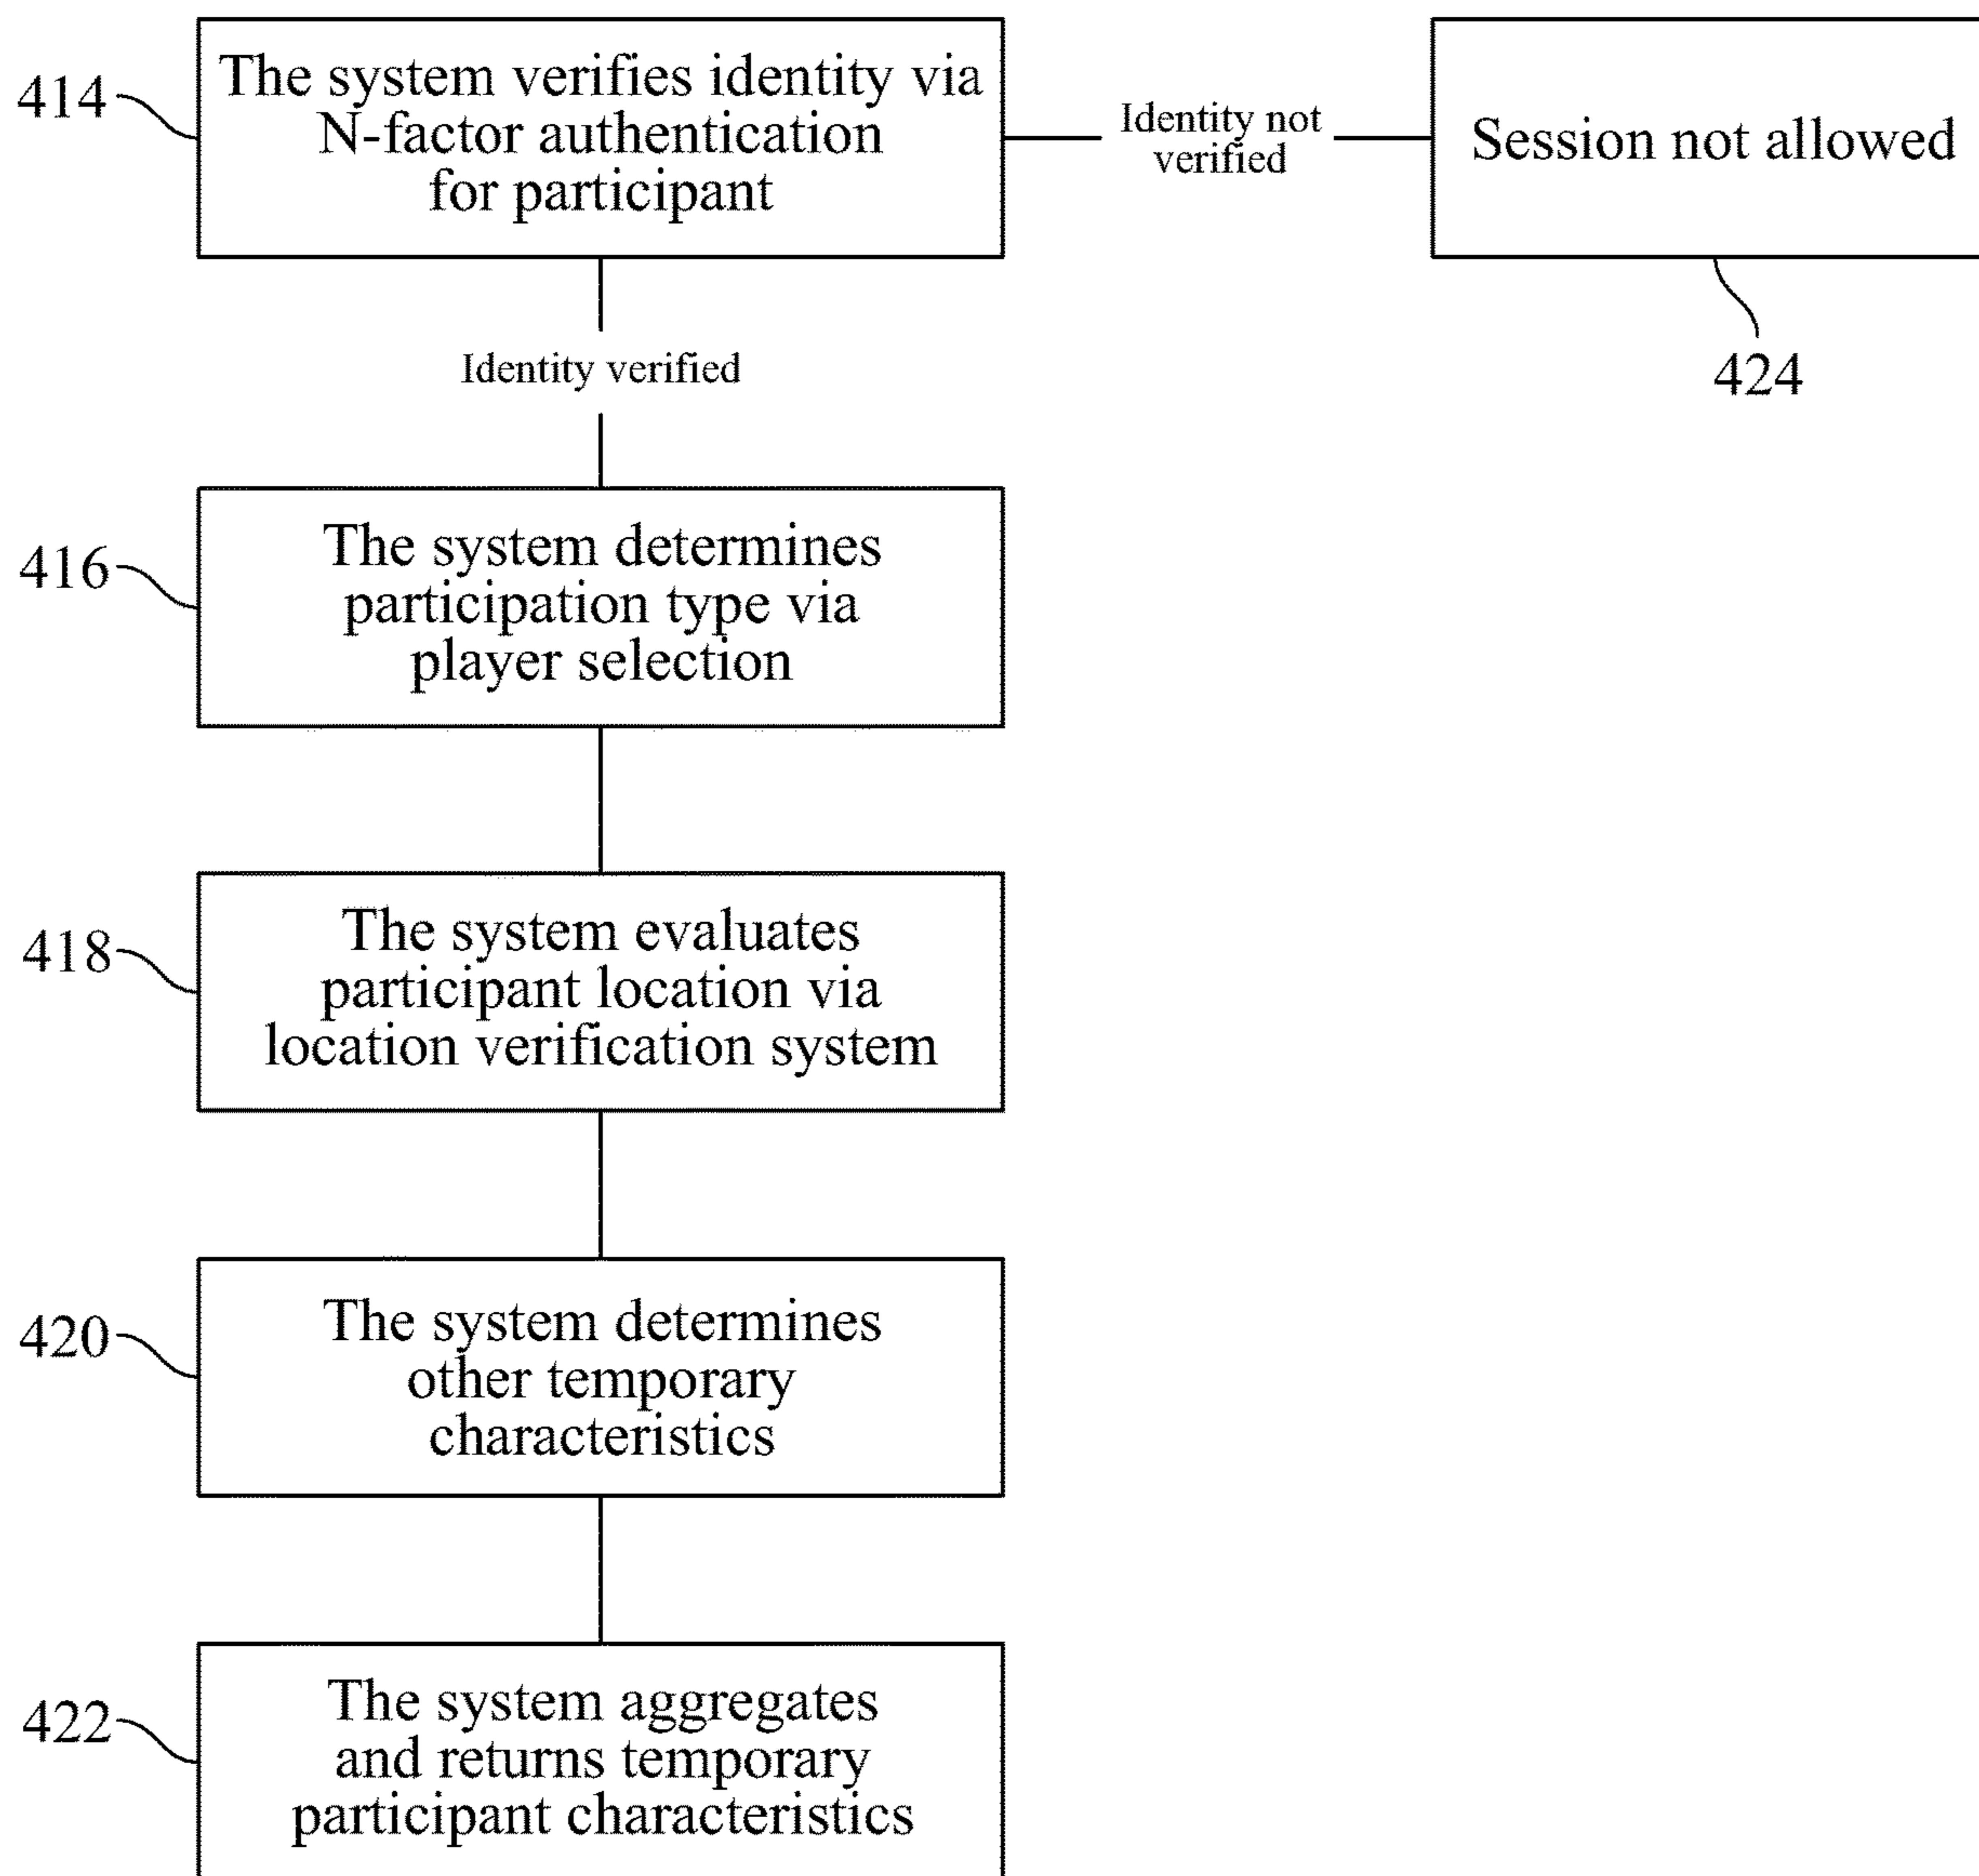 414
The system verifies identity via
N-factor authentication
for participant
Identity not
verified
Session not allowed
424
Identity verified
416
The system determines
participation type via
player selection
418
The system evaluates
participant location via
location verification system
420
The system determines
other temporary
characteristics
422
The system aggregates
and returns temporary
participant characteristics